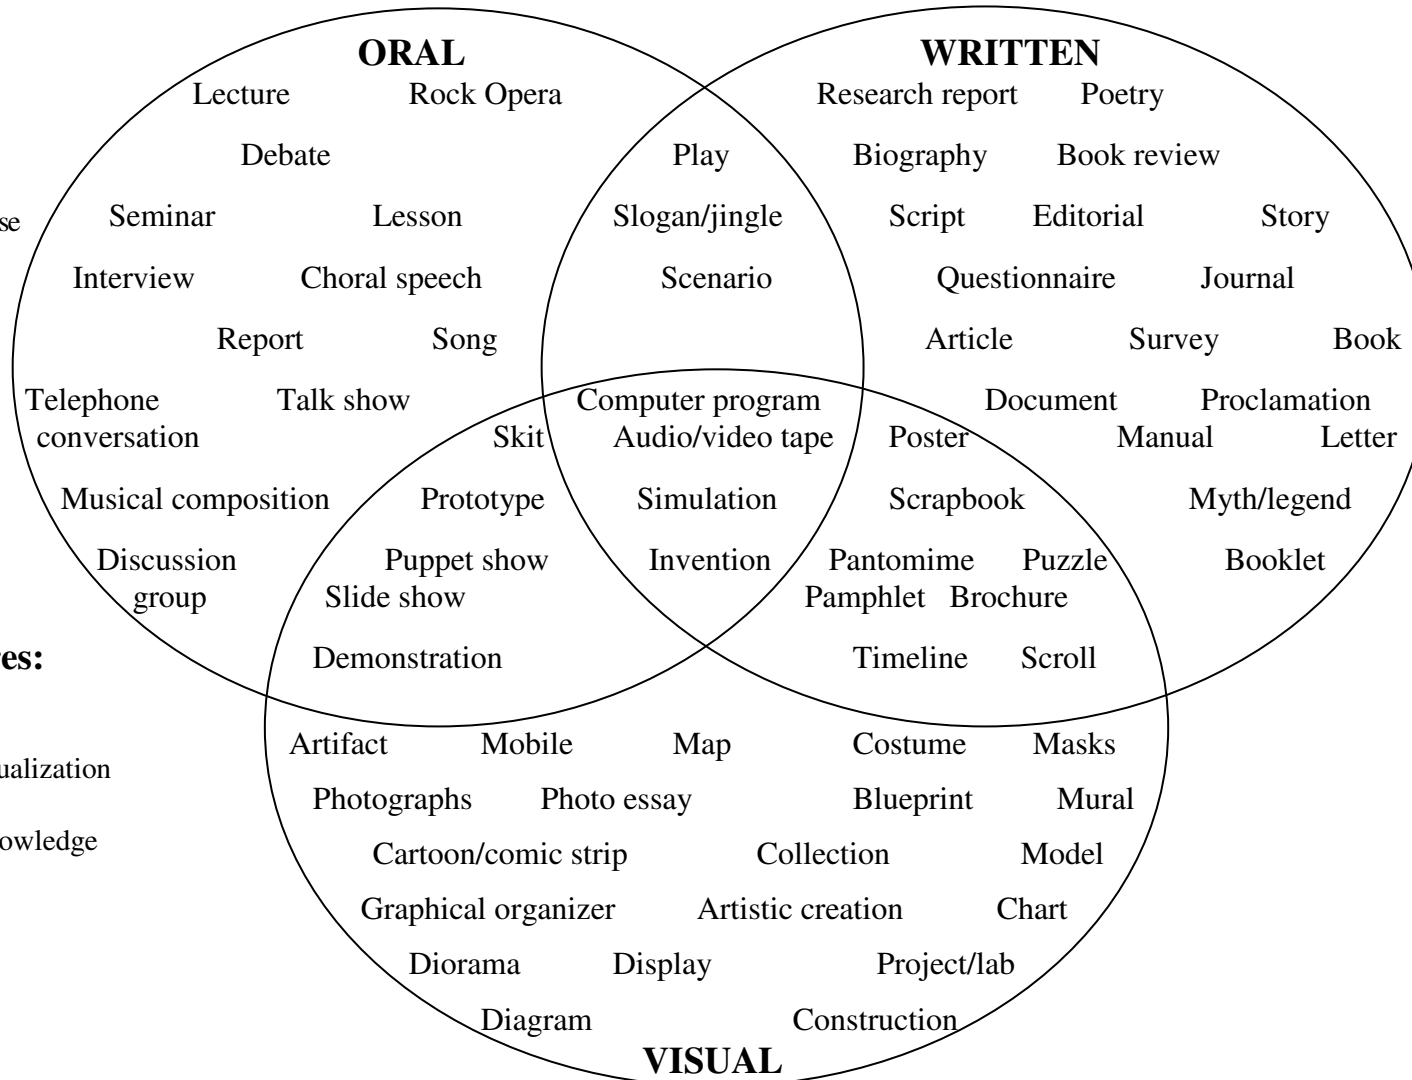 ORAL WRITTEN
Lecture Rock Opera Research report Poetry
Debate Play Biography Book review
se Seminar Lesson Slogan/jingle Script Editorial Story
Interview Choral speech Scenario Questionnaire Journal
Report Song Article Survey Book
Telephone Talk show Computer program Document Proclamation
conversation Skit Audio/video tape Poster Manual Letter
Musical composition Prototype Simulation Scrapbook Myth/legend
Discussion Puppet show Invention Pantomime Puzzle Booklet
group Slide show Pamphlet Brochure
es: Demonstration Timeline Scroll
Artifact Mobile Map Costume Masks
ualization
Photographs Photo essay Blueprint Mural
owledge Cartoon/comic strip Collection Model
Graphical organizer Artistic creation Chart
Diorama Display Project/lab
Diagram Construction
VISUAL